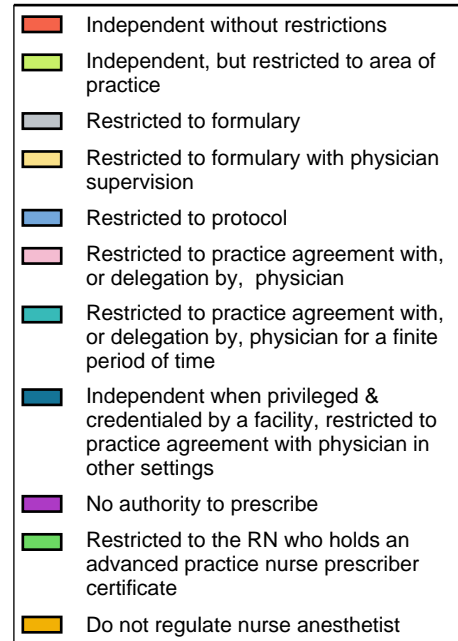 Independent without restrictions
Independent, but restricted to area of
practice
Restricted to formulary
Restricted to formulary with physician
supervision
Restricted to protocol
Restricted to practice agreement with,
or delegation by, physician
Restricted to practice agreement with,
or delegation by, physician for a finite
period of time
Independent when privileged &
credentialed by a facility, restricted to
practice agreement with physician in
other settings
No authority to prescribe
Restricted to the RN who holds an
advanced practice nurse prescriber
certificate
Do not regulate nurse anesthetist